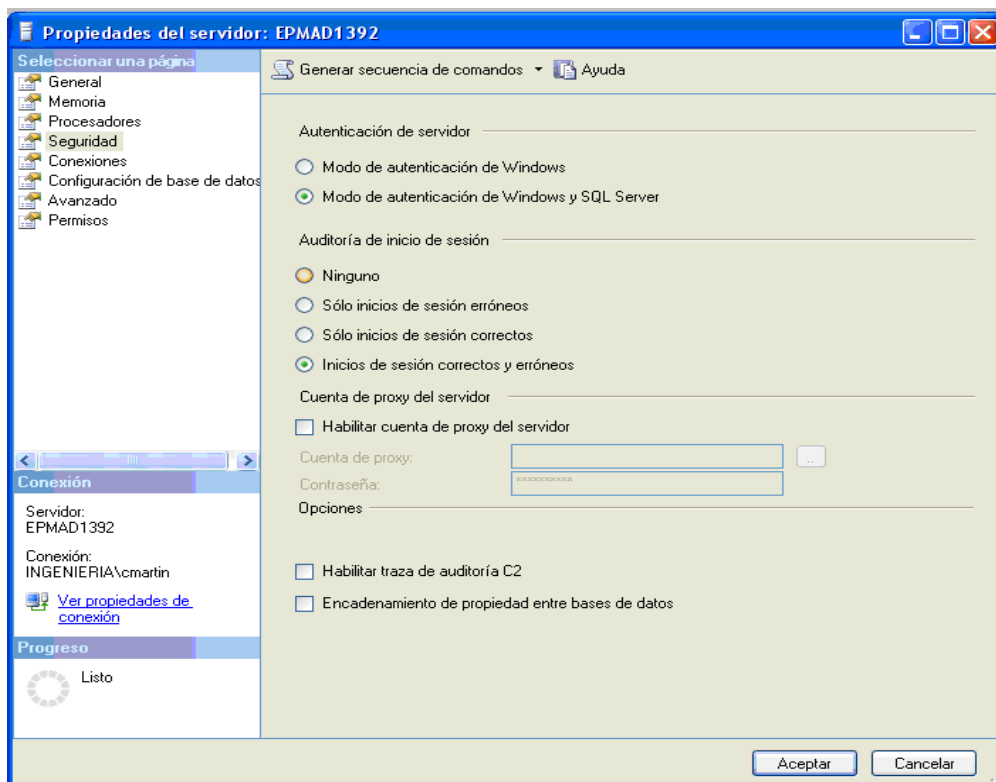 Propiedades del servidor: EPMAD1392
Seleccionar una página
General
Memoria
Procesadores
Seguridad
Conexiones
Configuración de base de datos
Avanzado
Permisos
Conexión
Servidor:
EPMAD1392
Conexión:
INGENIERIA\cmartin
Ver propiedades de
conexión
Progreso
Listo
Generar secuencia de comandos
Ayuda
Autenticación de servidor
Modo de autenticación de Windows
Modo de autenticación de Windows y SQL Server
Auditoría de inicio de sesión
Ninguno
Sólo inicios de sesión erróneos
Sólo inicios de sesión correctos
Inicios de sesión correctos y erróneos
Cuenta de proxy del servidor
Habilitar cuenta de proxy del servidor
Cuenta de proxy:
..
Contraseña:
**********
Opciones
Habilitar traza de auditoría C2
Encadenamiento de propiedad entre bases de datos
Aceptar
Cancelar